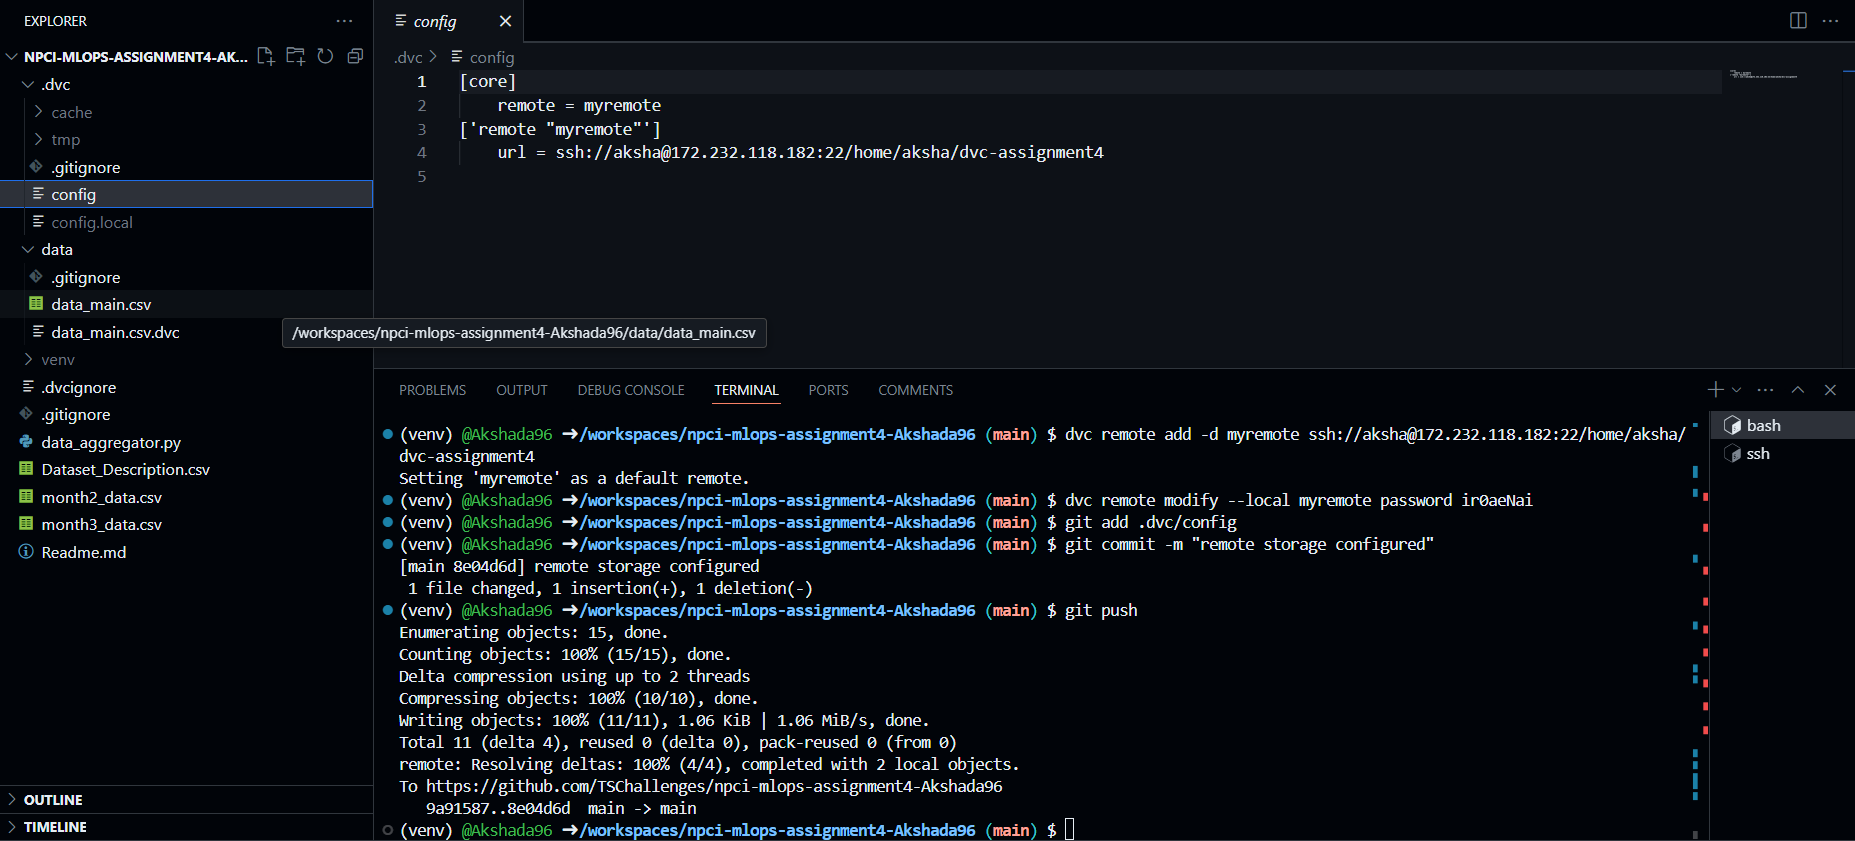 EXPLORER
NPCI-MLOPS-ASSIGNMENT4-AK...
.dvc
cache
tmp
.gitignore
config
config.local
data
.gitignore
data_main.csv
data_main.csv.dvc
venv
.dvcignore
.gitignore
data_aggregator.py
Dataset_Description.csv
month2_data.csv
month3_data.csv
Readme.md
OUTLINE
TIMELINE
config
.dvc > config
1 [core]
2 remote = myremote
3 ['remote "myremote"']
4 url = ssh://aksha@172.232.118.182:22/home/aksha/dvc-assignment4
5
/workspaces/npci-mlops-assignment4-Akshada96/data/data_main.csv
PROBLEMS OUTPUT DEBUG CONSOLE TERMINAL PORTS COMMENTS
(venv) @Akshada96 ➜/workspaces/npci-mlops-assignment4-Akshada96 (main) $ dvc remote add -d myremote ssh://aksha@172.232.118.182:22/home/aksha/
dvc-assignment4
Setting 'myremote' as a default remote.
(venv) @Akshada96 ➜/workspaces/npci-mlops-assignment4-Akshada96 (main) $ dvc remote modify --local myremote password ir0aeNai
(venv) @Akshada96 ➜/workspaces/npci-mlops-assignment4-Akshada96 (main) $ git add .dvc/config
(venv) @Akshada96 ➜/workspaces/npci-mlops-assignment4-Akshada96 (main) $ git commit -m "remote storage configured"
[main 8e04d6d] remote storage configured
1 file changed, 1 insertion(+), 1 deletion(-)
(venv) @Akshada96 ➜/workspaces/npci-mlops-assignment4-Akshada96 (main) $ git push
Enumerating objects: 15, done.
Counting objects: 100% (15/15), done.
Delta compression using up to 2 threads
Compressing objects: 100% (10/10), done.
Writing objects: 100% (11/11), 1.06 KiB | 1.06 MiB/s, done.
Total 11 (delta 4), reused 0 (delta 0), pack-reused 0 (from 0)
remote: Resolving deltas: 100% (4/4), completed with 2 local objects.
To https://github.com/TSChallenges/npci-mlops-assignment4-Akshada96
9a91587..8e04d6d main -> main
(venv) @Akshada96 ➜/workspaces/npci-mlops-assignment4-Akshada96 (main) $
bash
ssh